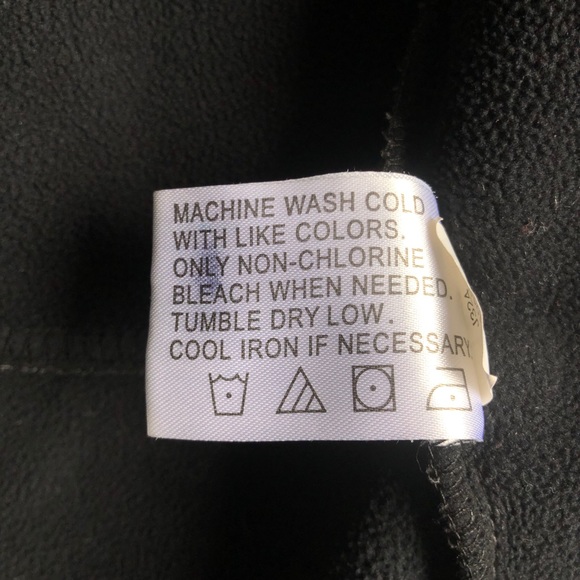 MACHINE WASH COLD
WITH LIKE COLORS.
ONLY NON-CHLORINE
BLEACH WHEN NEEDED.
TUMBLE DRY LOW.
COOL IRON IF NECESSARY